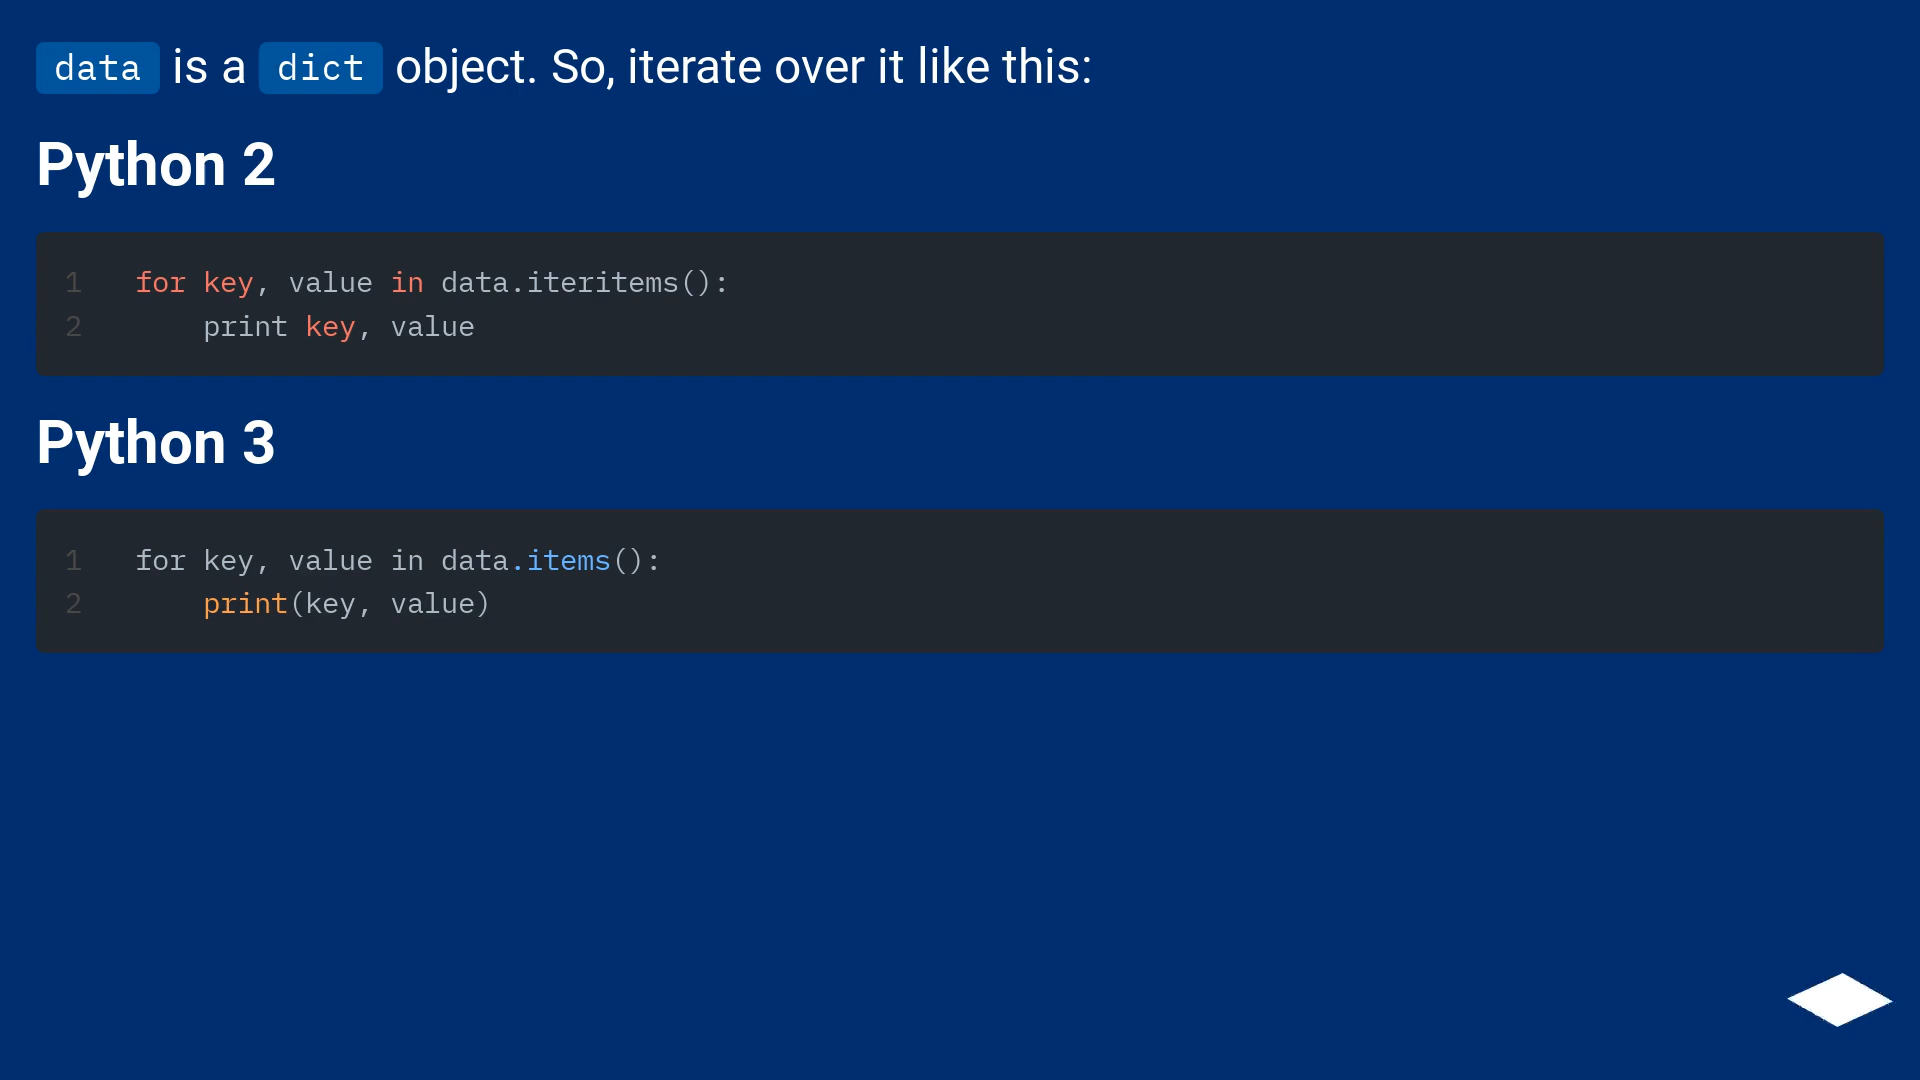 data is a dict object. So, iterate over it like this:
Python 2
1 for key, value in data.iteritems():
2     print key, value
Python 3
1 for key, value in data.items():
2     print(key, value)